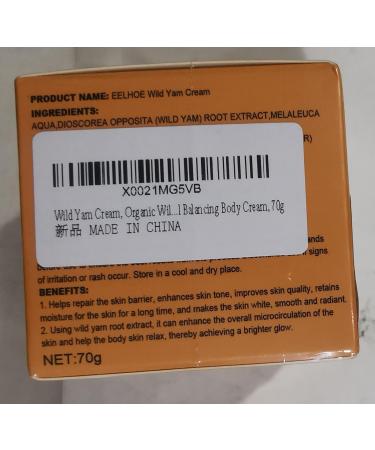 PRODUCT NAME: EELHOE Wild Yam Cream
INGREDIENTS:
AQUA,DIOSCOREA OPPOSITA (WILD YAM) ROOT EXTRACT,MELALEUCA
X0021MG5VB
Wild Yam Cream, Organic Wil...l Balancing Body Cream, 70g
新品 MADE IN CHINA
signs
of irritation or rash occur. Store in a cool and dry place.
BENEFITS:
1. Helps repair the skin barrier, enhances skin tone, improves skin quality, retains
moisture for the skin for a long time, and makes the skin white, smooth and radiant.
2. Using wild yarn root extract, it can enhance the overall microcirculation of the
skin and help the body skin relax, thereby achieving a brighter glow.
NET:70g